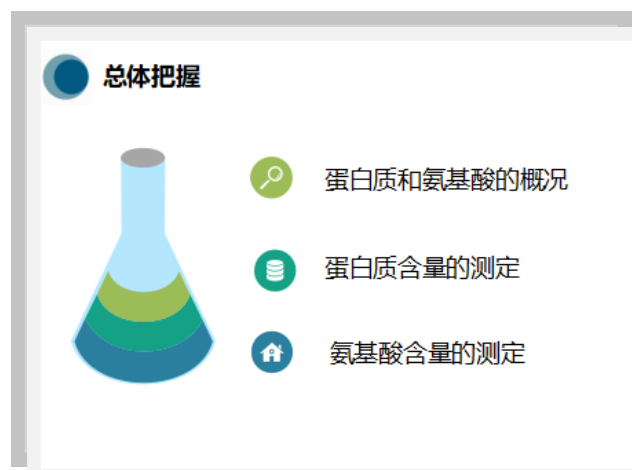 总体把握
蛋白质和氨基酸的概况
蛋白质含量的测定
氨基酸含量的测定